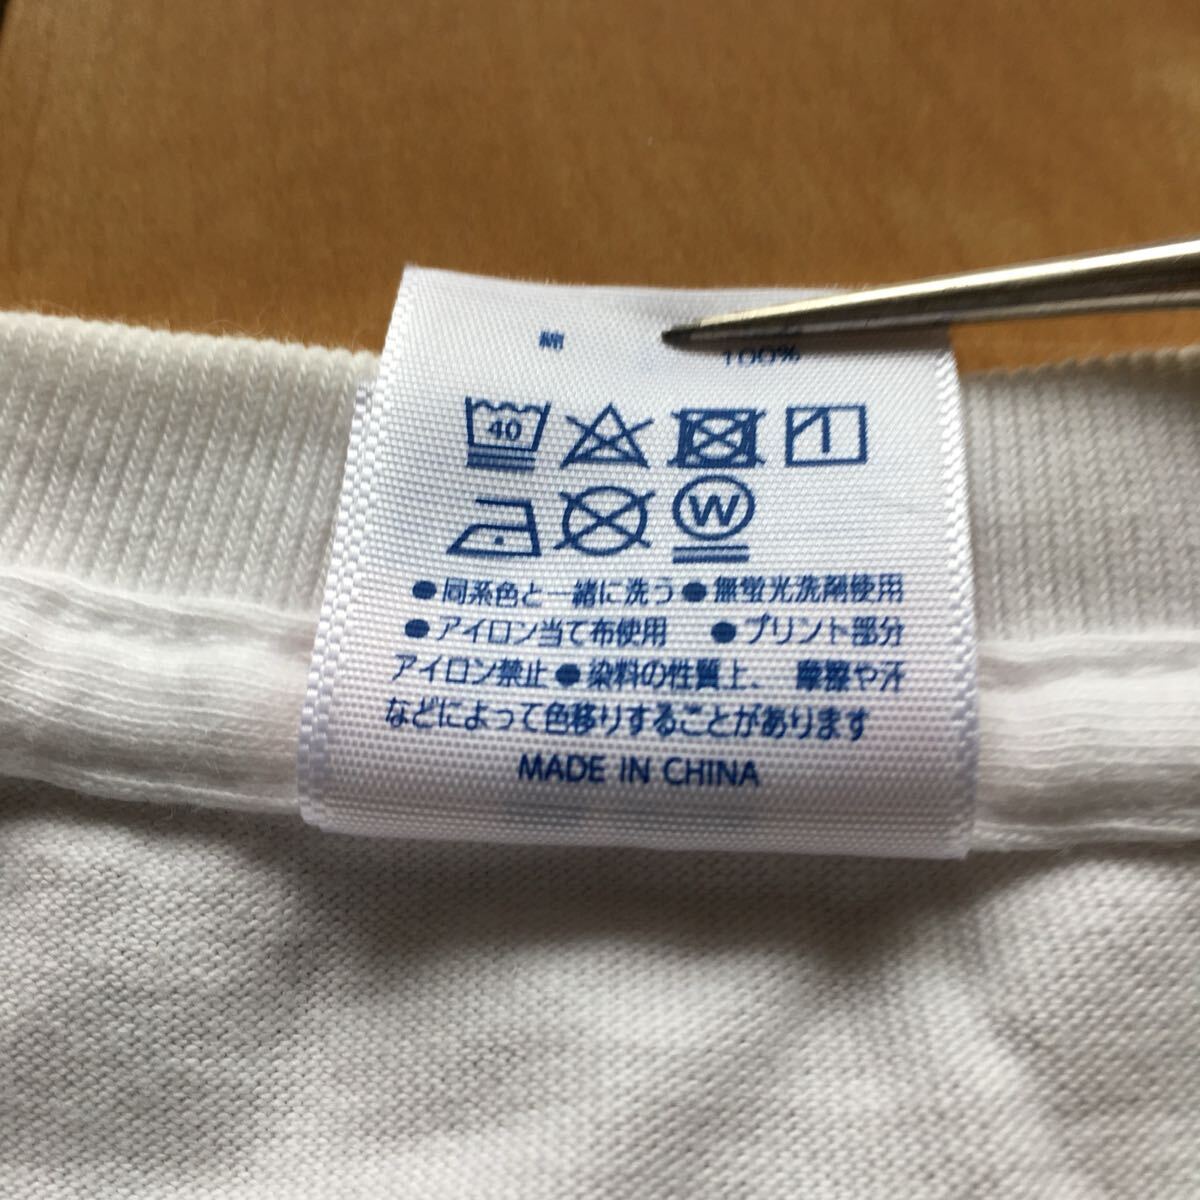 綿 100%
40
W
●同系色と一緒に洗う●無蛍光洗剤使用
●アイロン当て布使用 ●プリント部分
アイロン禁止●染料の性質上、 摩擦や汗
などによって色移りすることがあります
MADE IN CHINA